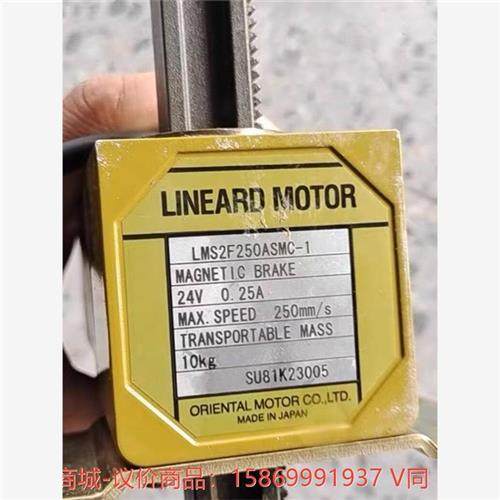 LINEARD MOTOR
LMS2F250ASMC-1
MAGNETIC BRAKE
24V 0.25A
MAX. SPEED 250mm/s
TRANSPORTABLE MASS
10kg
SU81K23005
ORIENTAL MOTOR CO.,LTD.
MADE IN JAPAN
商城-议价商品：15869991937 V同